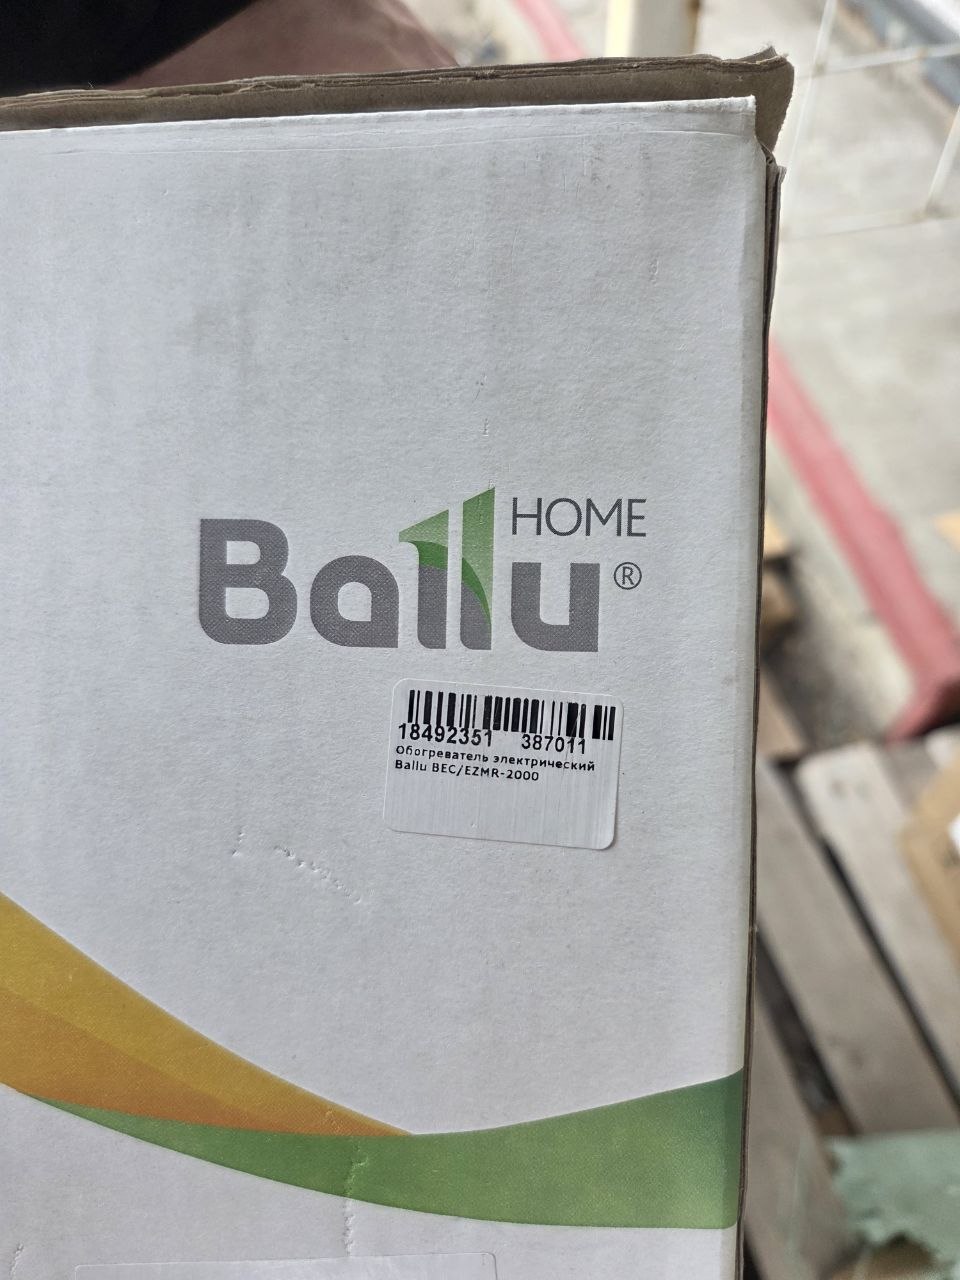 HOME
Ballu®
18492351 387011
Обогреватель электрический
Ballu BEC/EZMR-2000